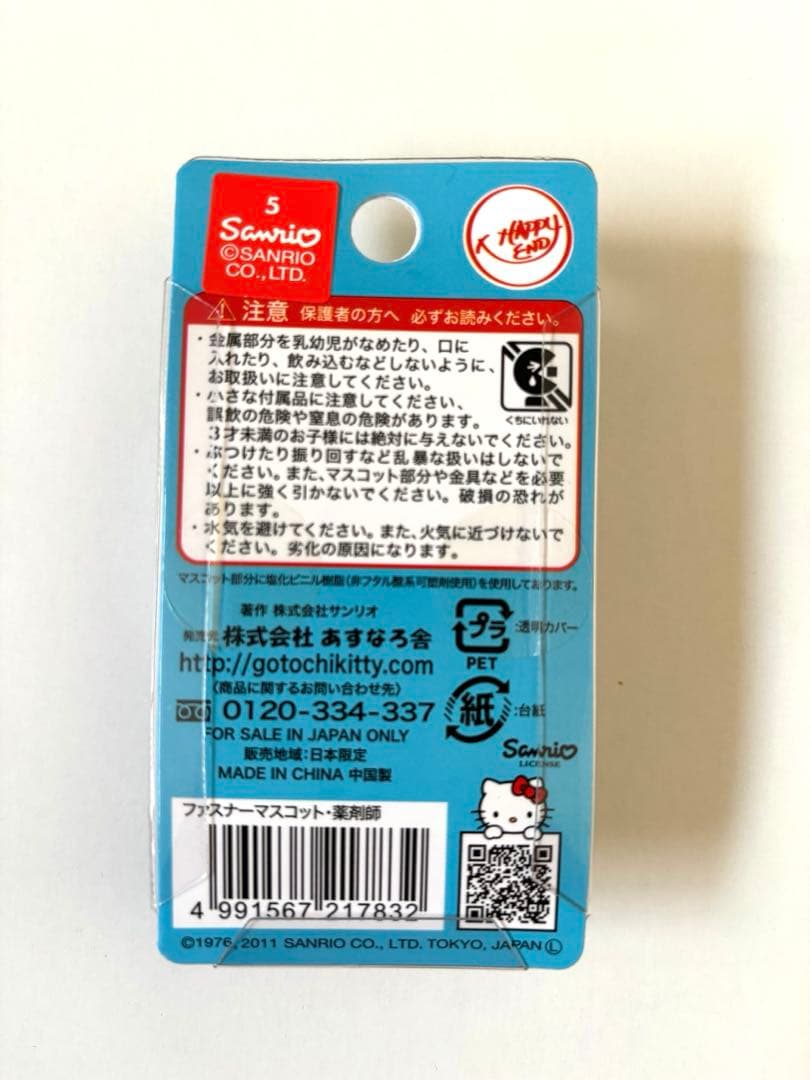 5
Sanrio
©SANRIO
CO.,LTD.
HAPPY
END
注意 保護者の方へ 必ずお読みください。
・金属部分を乳幼児がなめたり、口に
入れたり、飲み込むなどしないように、
お取扱いに注意してください。
・小さな付属品に注意してください、
誤飲の危険や窒息の危険があります。
3才未満のお子様には絶対に与えないでください。
くちにいれない
・ぶつけたり振り回すなど乱暴な扱いはしないで
ください。また、マスコット部分や金具などを必要
以上に強く引かないでください。破損の恐れが
あります。
・水気を避けてください。また、火気に近づけないで
ください。劣化の原因になります。
マスコット部分に塩化ビニル樹脂（非フタル酸系可塑剤使用）を使用しております。
著作 株式会社サンリオ
発売元 株式会社 あすなろ舎
http://gotochikitty.com
〈商品に関するお問い合わせ先〉
0120-334-337
FOR SALE IN JAPAN ONLY
販売地域：日本限定
MADE IN CHINA 中国製
プラ :透明カバー
PET
紙 :台紙
Sanrio
LICENSE
ファスナーマスコット・薬剤師
4 991567 217832
©1976, 2011 SANRIO CO., LTD. TOKYO, JAPAN Ⓛ